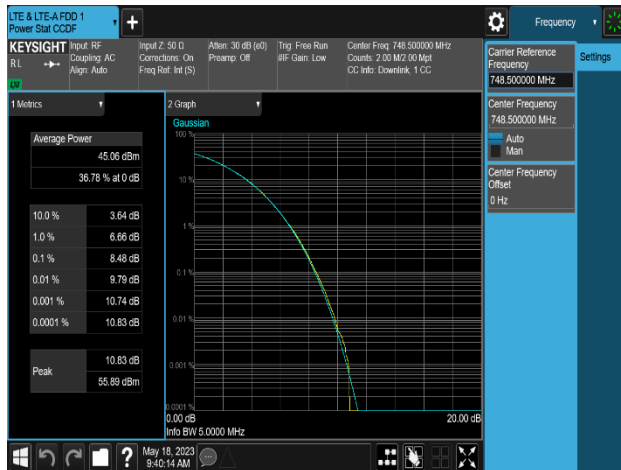 LTE & LTE-A FDD 1
Power Stat CCDF
Frequency
KEYSIGHT
RL
Input: RF
Coupling: AC
Align: Auto
Input Z: 50 Ω
Corrections: On
Freq Ref: Int (S)
Atten: 30 dB (e0)
Preamp: Off
Trig: Free Run
#IF Gain: Low
Center Freq: 748.500000 MHz
Counts: 2.00 M/2.00 Mpt
CC Info: Downlink, 1 CC
Carrier Reference
Frequency
748.500000 MHz
Settings
Center Frequency
748.500000 MHz
Auto
Man
Center Frequency
Offset
0 Hz
1 Metrics
Average Power
45.06 dBm
36.78 % at 0 dB
10.0 % 3.64 dB
1.0 % 6.66 dB
0.1 % 8.48 dB
0.01 % 9.79 dB
0.001 % 10.74 dB
0.0001 % 10.83 dB
Peak
10.83 dB
55.89 dBm
2 Graph
Gaussian
100 %
10 %
1 %
0.1 %
0.01 %
0.001 %
0.0001 %
0.00 dB 20.00 dB
Info BW 5.0000 MHz
?
May 18, 2023
9:40:14 AM